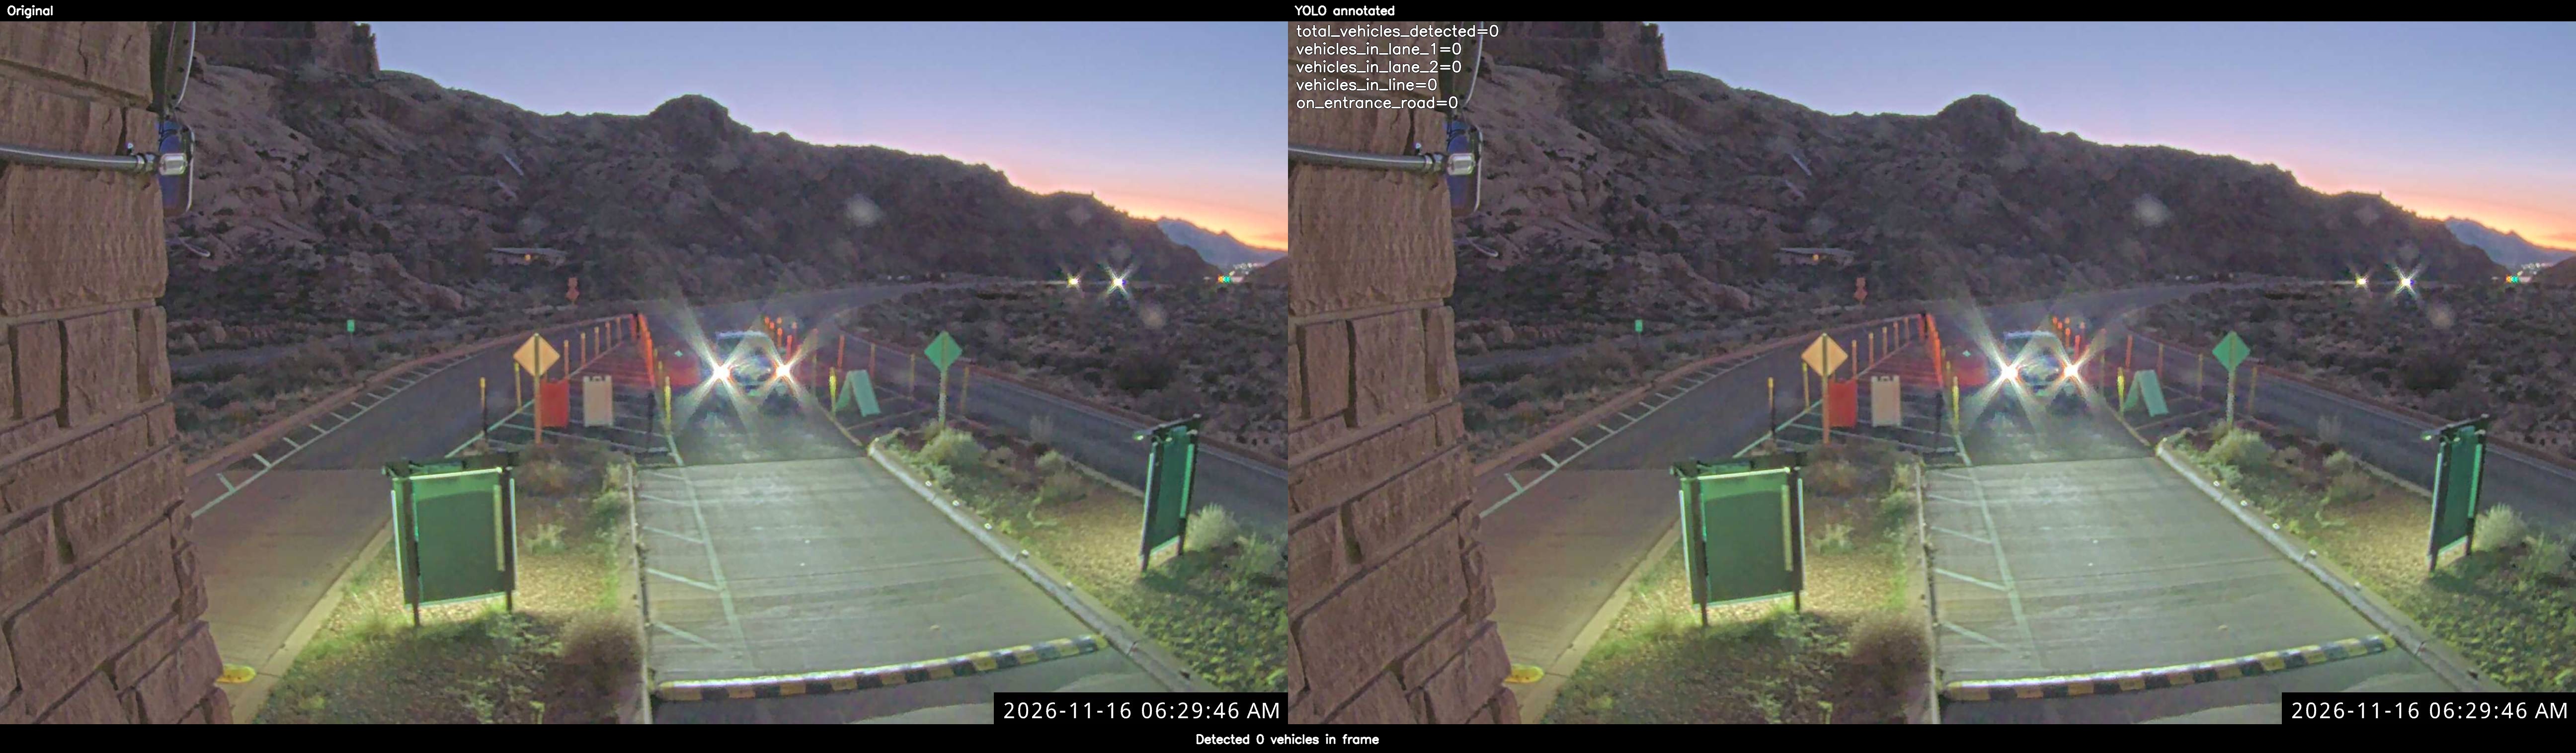 Original
YOLO annotated
total_vehicles_detected=0
vehicles_in_lane_1=0
vehicles_in_lane_2=0
vehicles_in_line=0
on_entrance_road=0
2026-11-16 06:29:46 AM
2026-11-16 06:29:46 AM
Detected 0 vehicles in frame